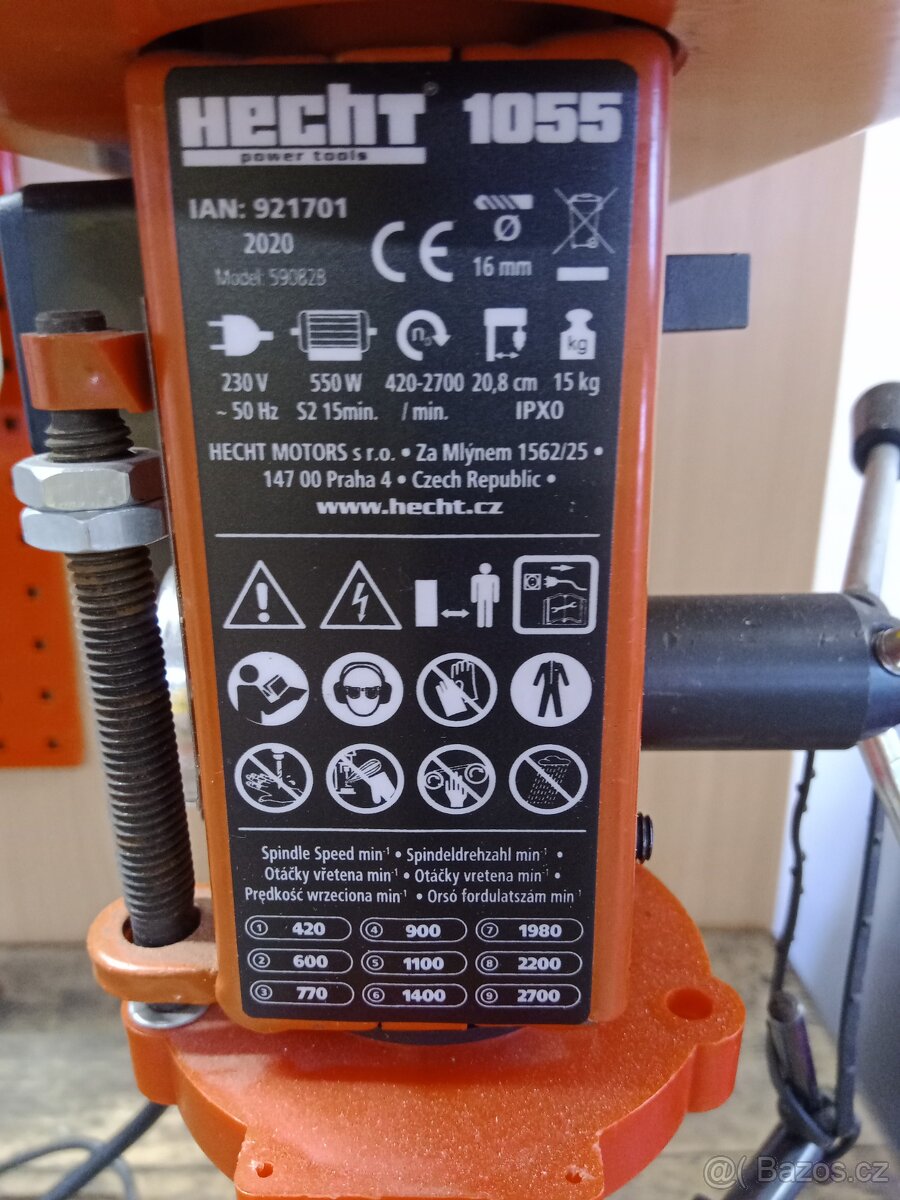 HECHT® 1055
power tools
IAN: 921701
2020
Model: 59082B
Ø
16 mm
n₀
kg
230 V 550 W 420-2700 20,8 cm 15 kg
~ 50 Hz S2 15min. / min. IPX0
HECHT MOTORS s r.o. • Za Mlýnem 1562/25 •
147 00 Praha 4 • Czech Republic •
www.hecht.cz
Spindle Speed min⁻¹ • Spindeldrehzahl min⁻¹ •
Otáčky vřetena min⁻¹ • Otáčky vretena min⁻¹ •
Prędkość wrzeciona min⁻¹ • Orsó fordulatszám min⁻¹
1 420 4 900 7 1980
2 600 5 1100 8 2200
3 770 6 1400 9 2700
@( Bazos.cz